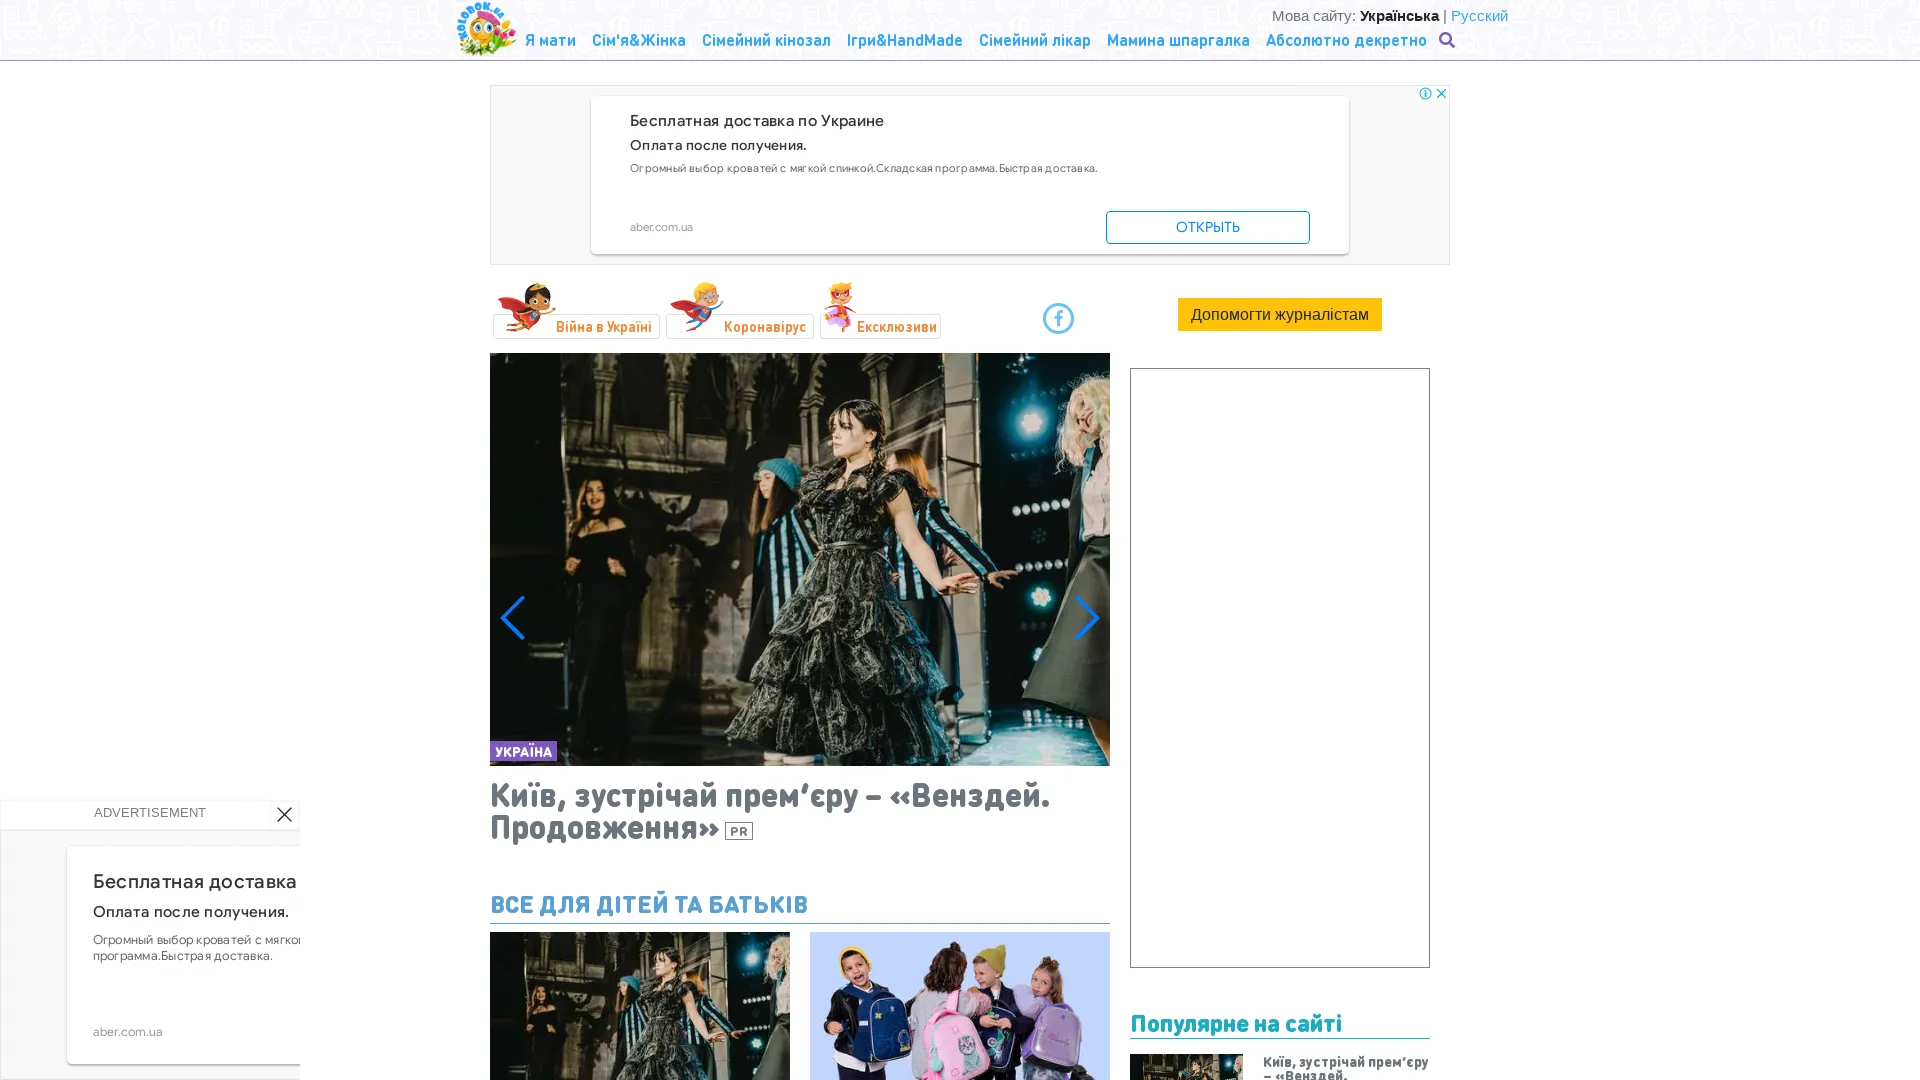 KOLOBOK.UA
Мова сайту: Українська | Русский
Я мати Сім'я&Жінка Сімейний кінозал Ігри&HandMade Сімейний лікар Мамина шпаргалка Абсолютно декретно
Бесплатная доставка по Украине
Оплата после получения.
Огромный выбор кроватей с мягкой спинкой.Складская программа.Быстрая доставка.
aber.com.ua
ОТКРЫТЬ
Війна в Україні Коронавірус Ексклюзиви
Допомогти журналістам
УКРАЇНА
Київ, зустрічай прем’єру – «Венздей.
Продовження» PR
ВСЕ ДЛЯ ДІТЕЙ ТА БАТЬКІВ
Популярне на сайті
Київ, зустрічай прем’єру
– «Венздей.
ADVERTISEMENT
Бесплатная доставка
Оплата после получения.
Огромный выбор кроватей с мягко
программа.Быстрая доставка.
aber.com.ua